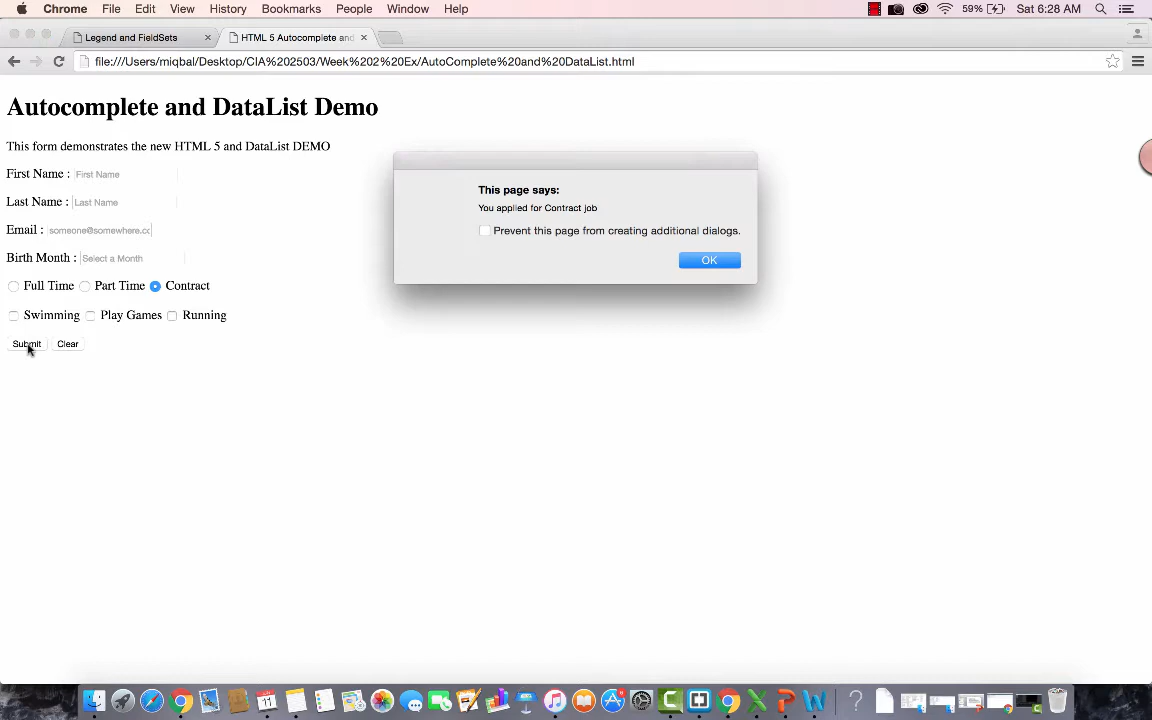 Chrome File Edit View History Bookmarks People Window Help 59% Sat 6:28 AM
Legend and FieldSets × HTML 5 Autocomplete and ×
file:///Users/miqbal/Desktop/CIA%202503/Week%202%20Ex/AutoComplete%20and%20DataList.html
Autocomplete and DataList Demo
This form demonstrates the new HTML 5 and DataList DEMO
First Name : First Name
Last Name : Last Name
Email : someone@somewhere.co
Birth Month : Select a Month
Full Time Part Time Contract
Swimming Play Games Running
Submit Clear
This page says:
You applied for Contract job
Prevent this page from creating additional dialogs.
OK